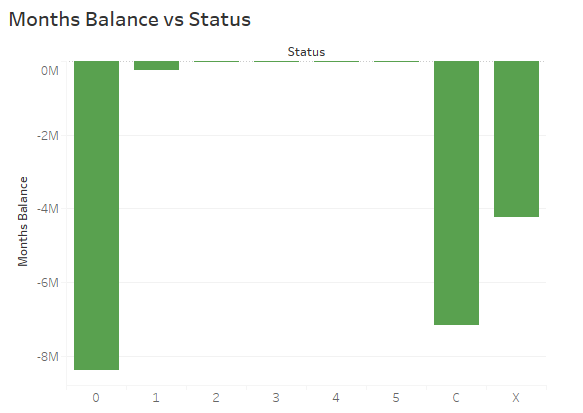 Months Balance vs Status
Status
0M
-2M
-4M
-6M
-8M
Months Balance
0 1 2 3 4 5 C X